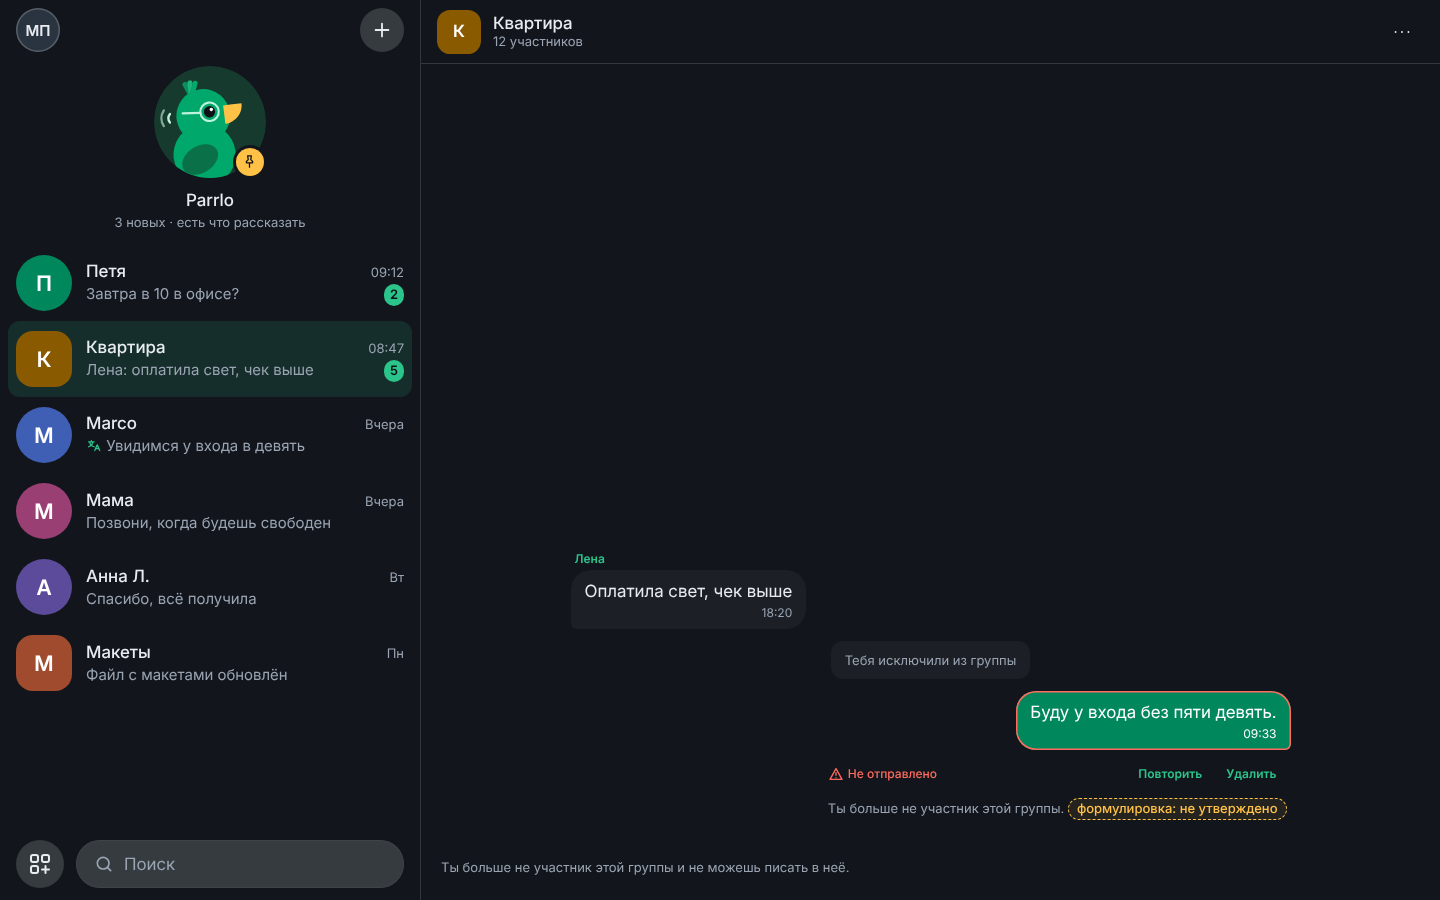 МП
Parrlo
3 новых · есть что рассказать
П
Петя
09:12
Завтра в 10 в офисе?
2
К
Квартира
08:47
Лена: оплатила свет, чек выше
5
М
Marco
Вчера
Увидимся у входа в девять
М
Мама
Вчера
Позвони, когда будешь свободен
А
Анна Л.
Вт
Спасибо, всё получила
М
Макеты
Пн
Файл с макетами обновлён
Поиск
К
Квартира
12 участников
...
Лена
Оплатила свет, чек выше
18:20
Тебя исключили из группы
Буду у входа без пяти девять.
09:33
Не отправлено
Повторить
Удалить
Ты больше не участник этой группы. формулировка: не утверждено
Ты больше не участник этой группы и не можешь писать в неё.